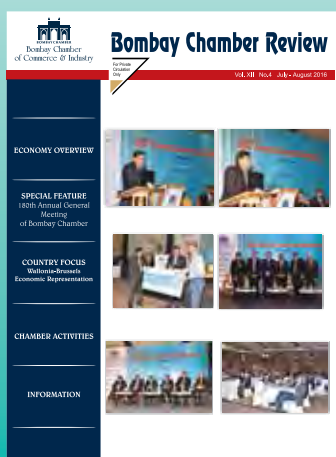 BOMBAY CHAMBER
Bombay Chamber
of Commerce & Industry
Bombay Chamber Review
For Private
Circulation
Only
Vol. XII No.4 July - August 2016
ECONOMY OVERVIEW
SPECIAL FEATURE
180th Annual General
Meeting
of Bombay Chamber
COUNTRY FOCUS
Wallonia-Brussels
Economic Representation
CHAMBER ACTIVITIES
INFORMATION